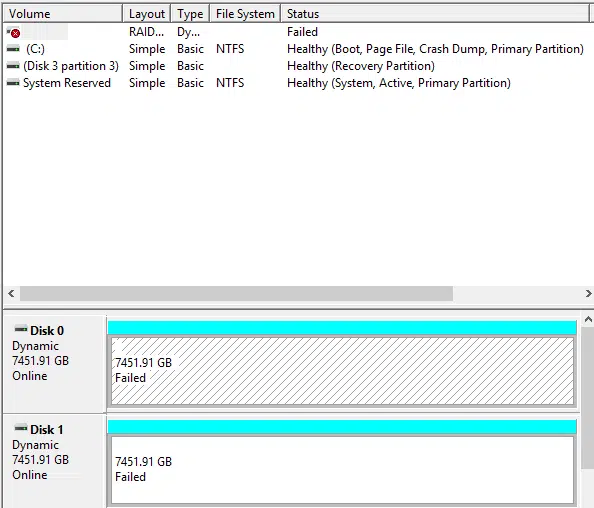 Volume Layout Type File System Status
RAID... Dy... Failed
(C:) Simple Basic NTFS Healthy (Boot, Page File, Crash Dump, Primary Partition)
(Disk 3 partition 3) Simple Basic Healthy (Recovery Partition)
System Reserved Simple Basic NTFS Healthy (System, Active, Primary Partition)
Disk 0
Dynamic
7451.91 GB
Online
7451.91 GB
Failed
Disk 1
Dynamic
7451.91 GB
Online
7451.91 GB
Failed